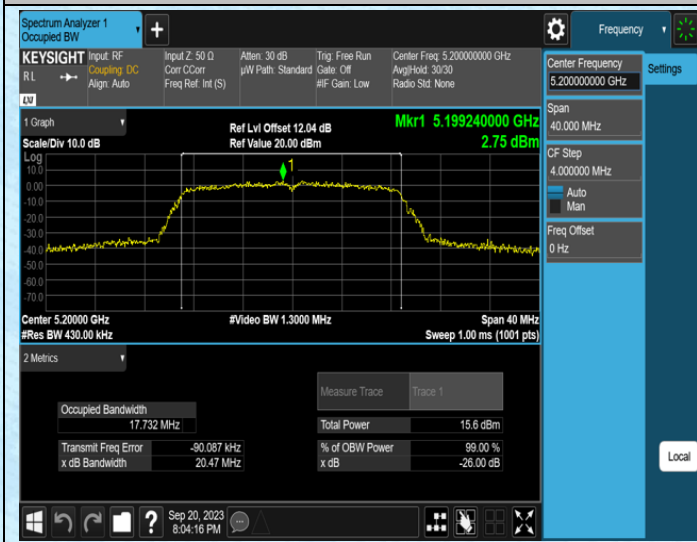 Spectrum Analyzer 1
Occupied BW
Frequency
KEYSIGHT
RL
Input: RF
Coupling: DC
Align: Auto
Input Z: 50 Ω
Corr CCorr
Freq Ref: Int (S)
Atten: 30 dB
µW Path: Standard
Trig: Free Run
Gate: Off
#IF Gain: Low
Center Freq: 5.200000000 GHz
Avg|Hold: 30/30
Radio Std: None
Center Frequency
5.200000000 GHz
Settings
Span
40.000 MHz
CF Step
4.000000 MHz
Auto
Man
Freq Offset
0 Hz
Local
1 Graph
Scale/Div 10.0 dB
Ref Lvl Offset 12.04 dB
Ref Value 20.00 dBm
Mkr1 5.199240000 GHz
2.75 dBm
Log
10.0
0.00
-10.0
-20.0
-30.0
-40.0
-50.0
-60.0
-70.0
1
Center 5.20000 GHz
#Res BW 430.00 kHz
#Video BW 1.3000 MHz
Span 40 MHz
Sweep 1.00 ms (1001 pts)
2 Metrics
Measure Trace
Trace 1
Occupied Bandwidth
17.732 MHz
Total Power 15.6 dBm
Transmit Freq Error -90.087 kHz
% of OBW Power 99.00 %
x dB Bandwidth 20.47 MHz
x dB -26.00 dB
Sep 20, 2023
8:04:16 PM